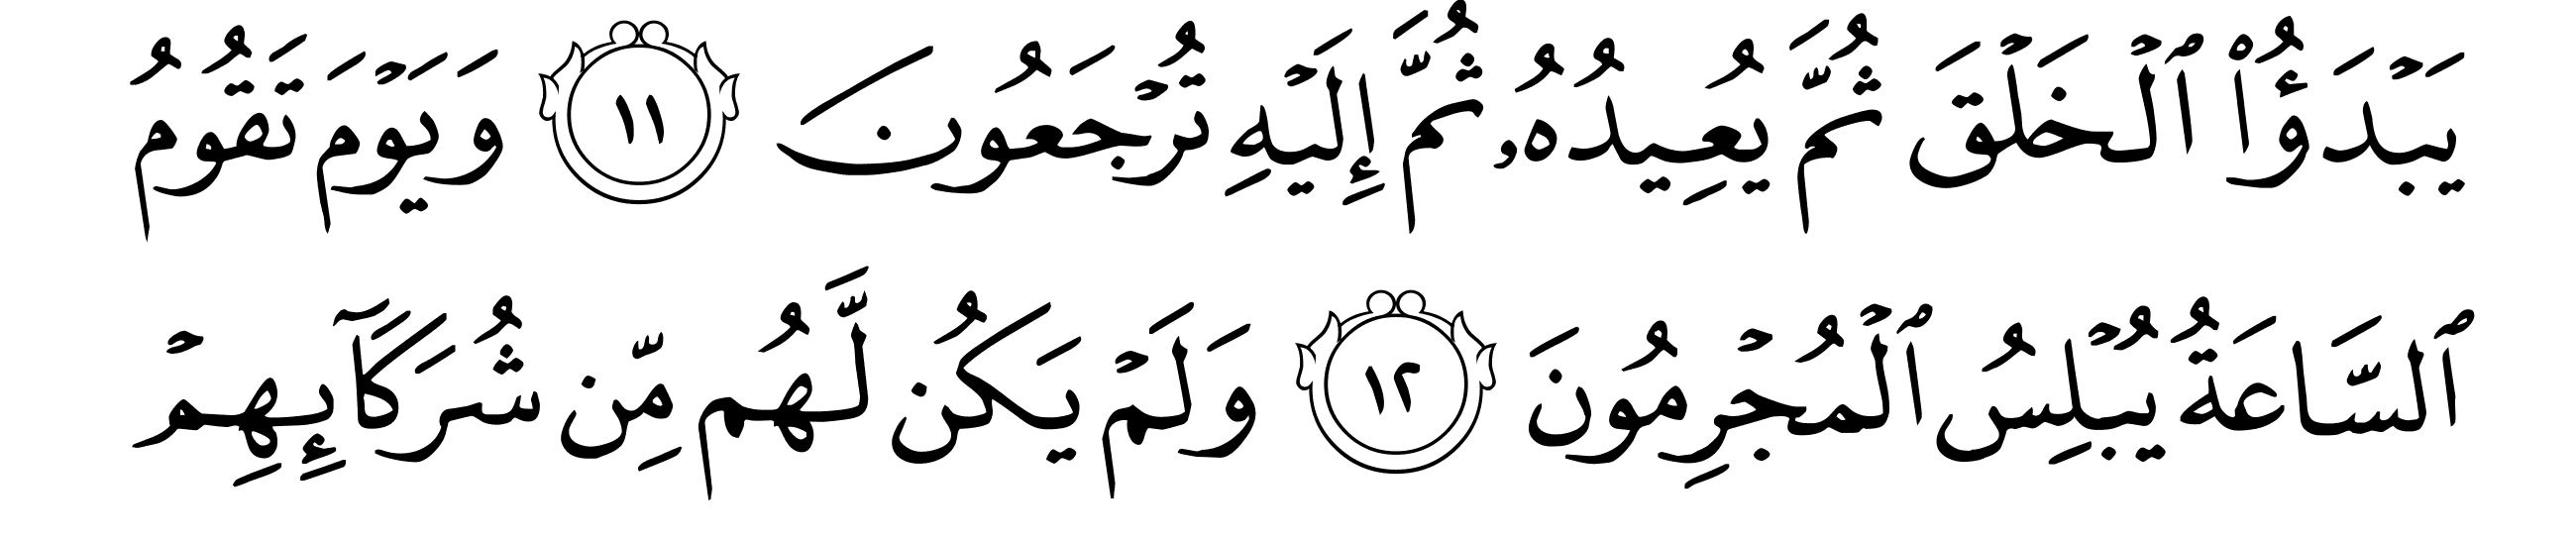 يَبۡدَؤُاْ ٱلۡخَلۡقَ ثُمَّ يُعِيدُهُۥ ثُمَّ إِلَيۡهِ تُرۡجَعُونَ ١١ وَيَوۡمَ تَقُومُ
ٱلسَّاعَةُ يُبۡلِسُ ٱلۡمُجۡرِمُونَ ١٢ وَلَمۡ يَكُن لَّهُم مِّن شُرَكَآئِهِمۡ